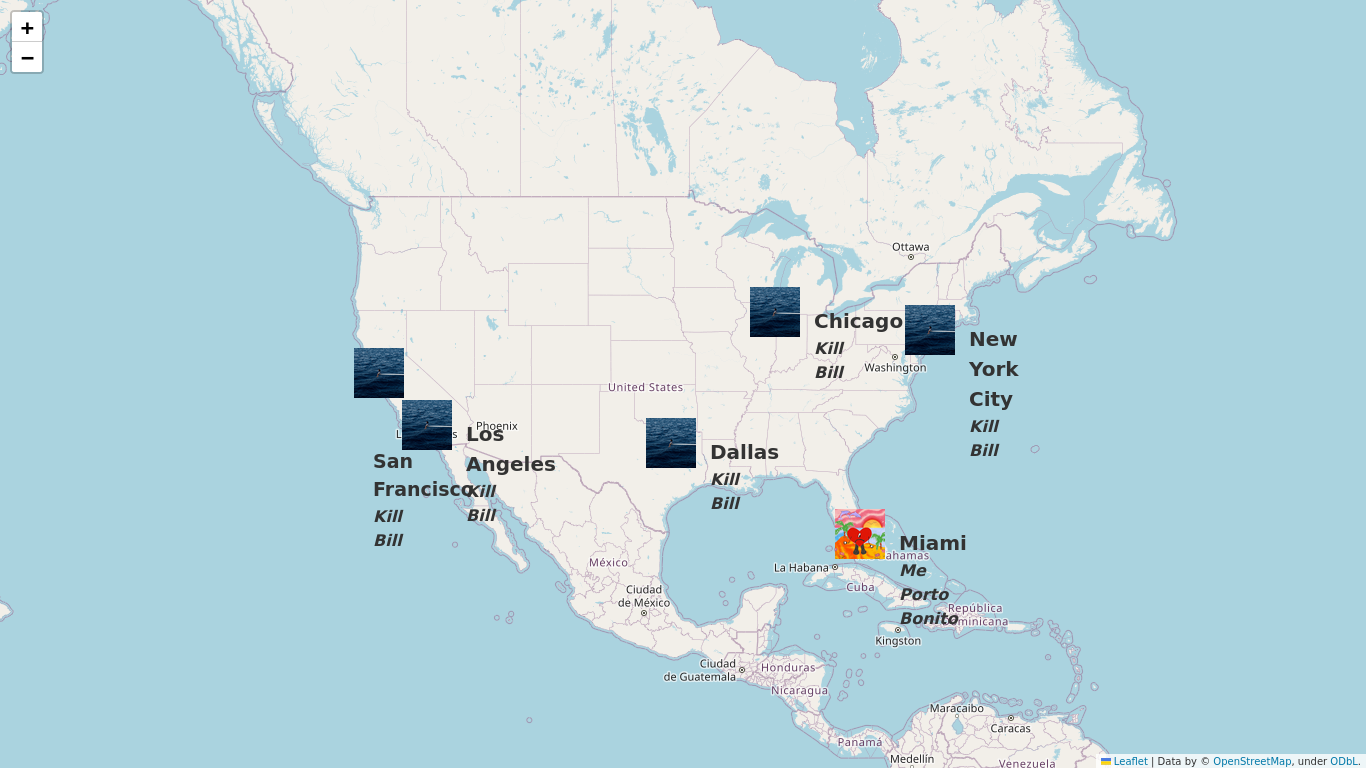 +
−
Ottawa
Chicago
Kill
Bill
New
York
City
Kill
Bill
Washington
United States
Phoenix
Los
Angeles
Kill
Bill
San
Francisco
Kill
Bill
Dallas
Kill
Bill
Miami
Me
Porto
Bonito
La Habana
Cuba
República
Kingston
México
Ciudad
de México
Ciudad
de Guatemala
Honduras
Nicaragua
Maracaibo
Caracas
Panamá
Medellín
Venezuela
Leaflet | Data by © OpenStreetMap, under ODbL.